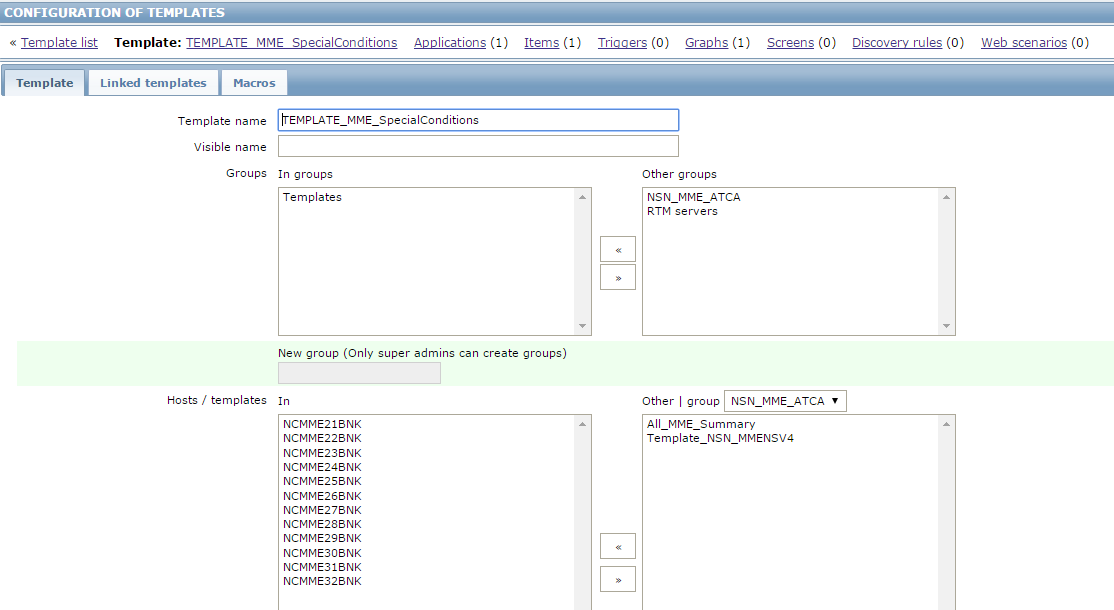 CONFIGURATION OF TEMPLATES
« Template list Template: TEMPLATE_MME_SpecialConditions Applications (1) Items (1) Triggers (0) Graphs (1) Screens (0) Discovery rules (0) Web scenarios (0)
Template Linked templates Macros
Template name TEMPLATE_MME_SpecialConditions
Visible name
Groups In groups Other groups
Templates NSN_MME_ATCA
RTM servers
«
»
New group (Only super admins can create groups)
Hosts / templates In Other | group NSN_MME_ATCA ▼
NCMME21BNK All_MME_Summary
NCMME22BNK Template_NSN_MMENSV4
NCMME23BNK
NCMME24BNK
NCMME25BNK
NCMME26BNK
NCMME27BNK
NCMME28BNK
NCMME29BNK
NCMME30BNK
NCMME31BNK
NCMME32BNK
«
»